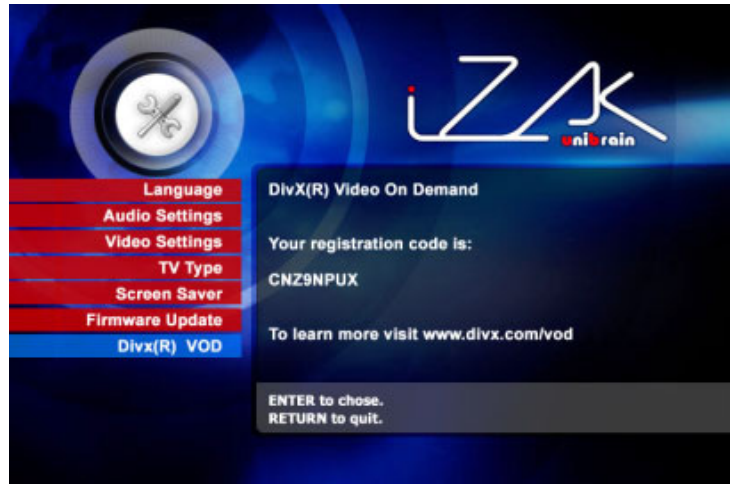 iZAK
unibrain
Language
Audio Settings
Video Settings
TV Type
Screen Saver
Firmware Update
Divx(R) VOD
DivX(R) Video On Demand
Your registration code is:
CNZ9NPUX
To learn more visit www.divx.com/vod
ENTER to chose.
RETURN to quit.